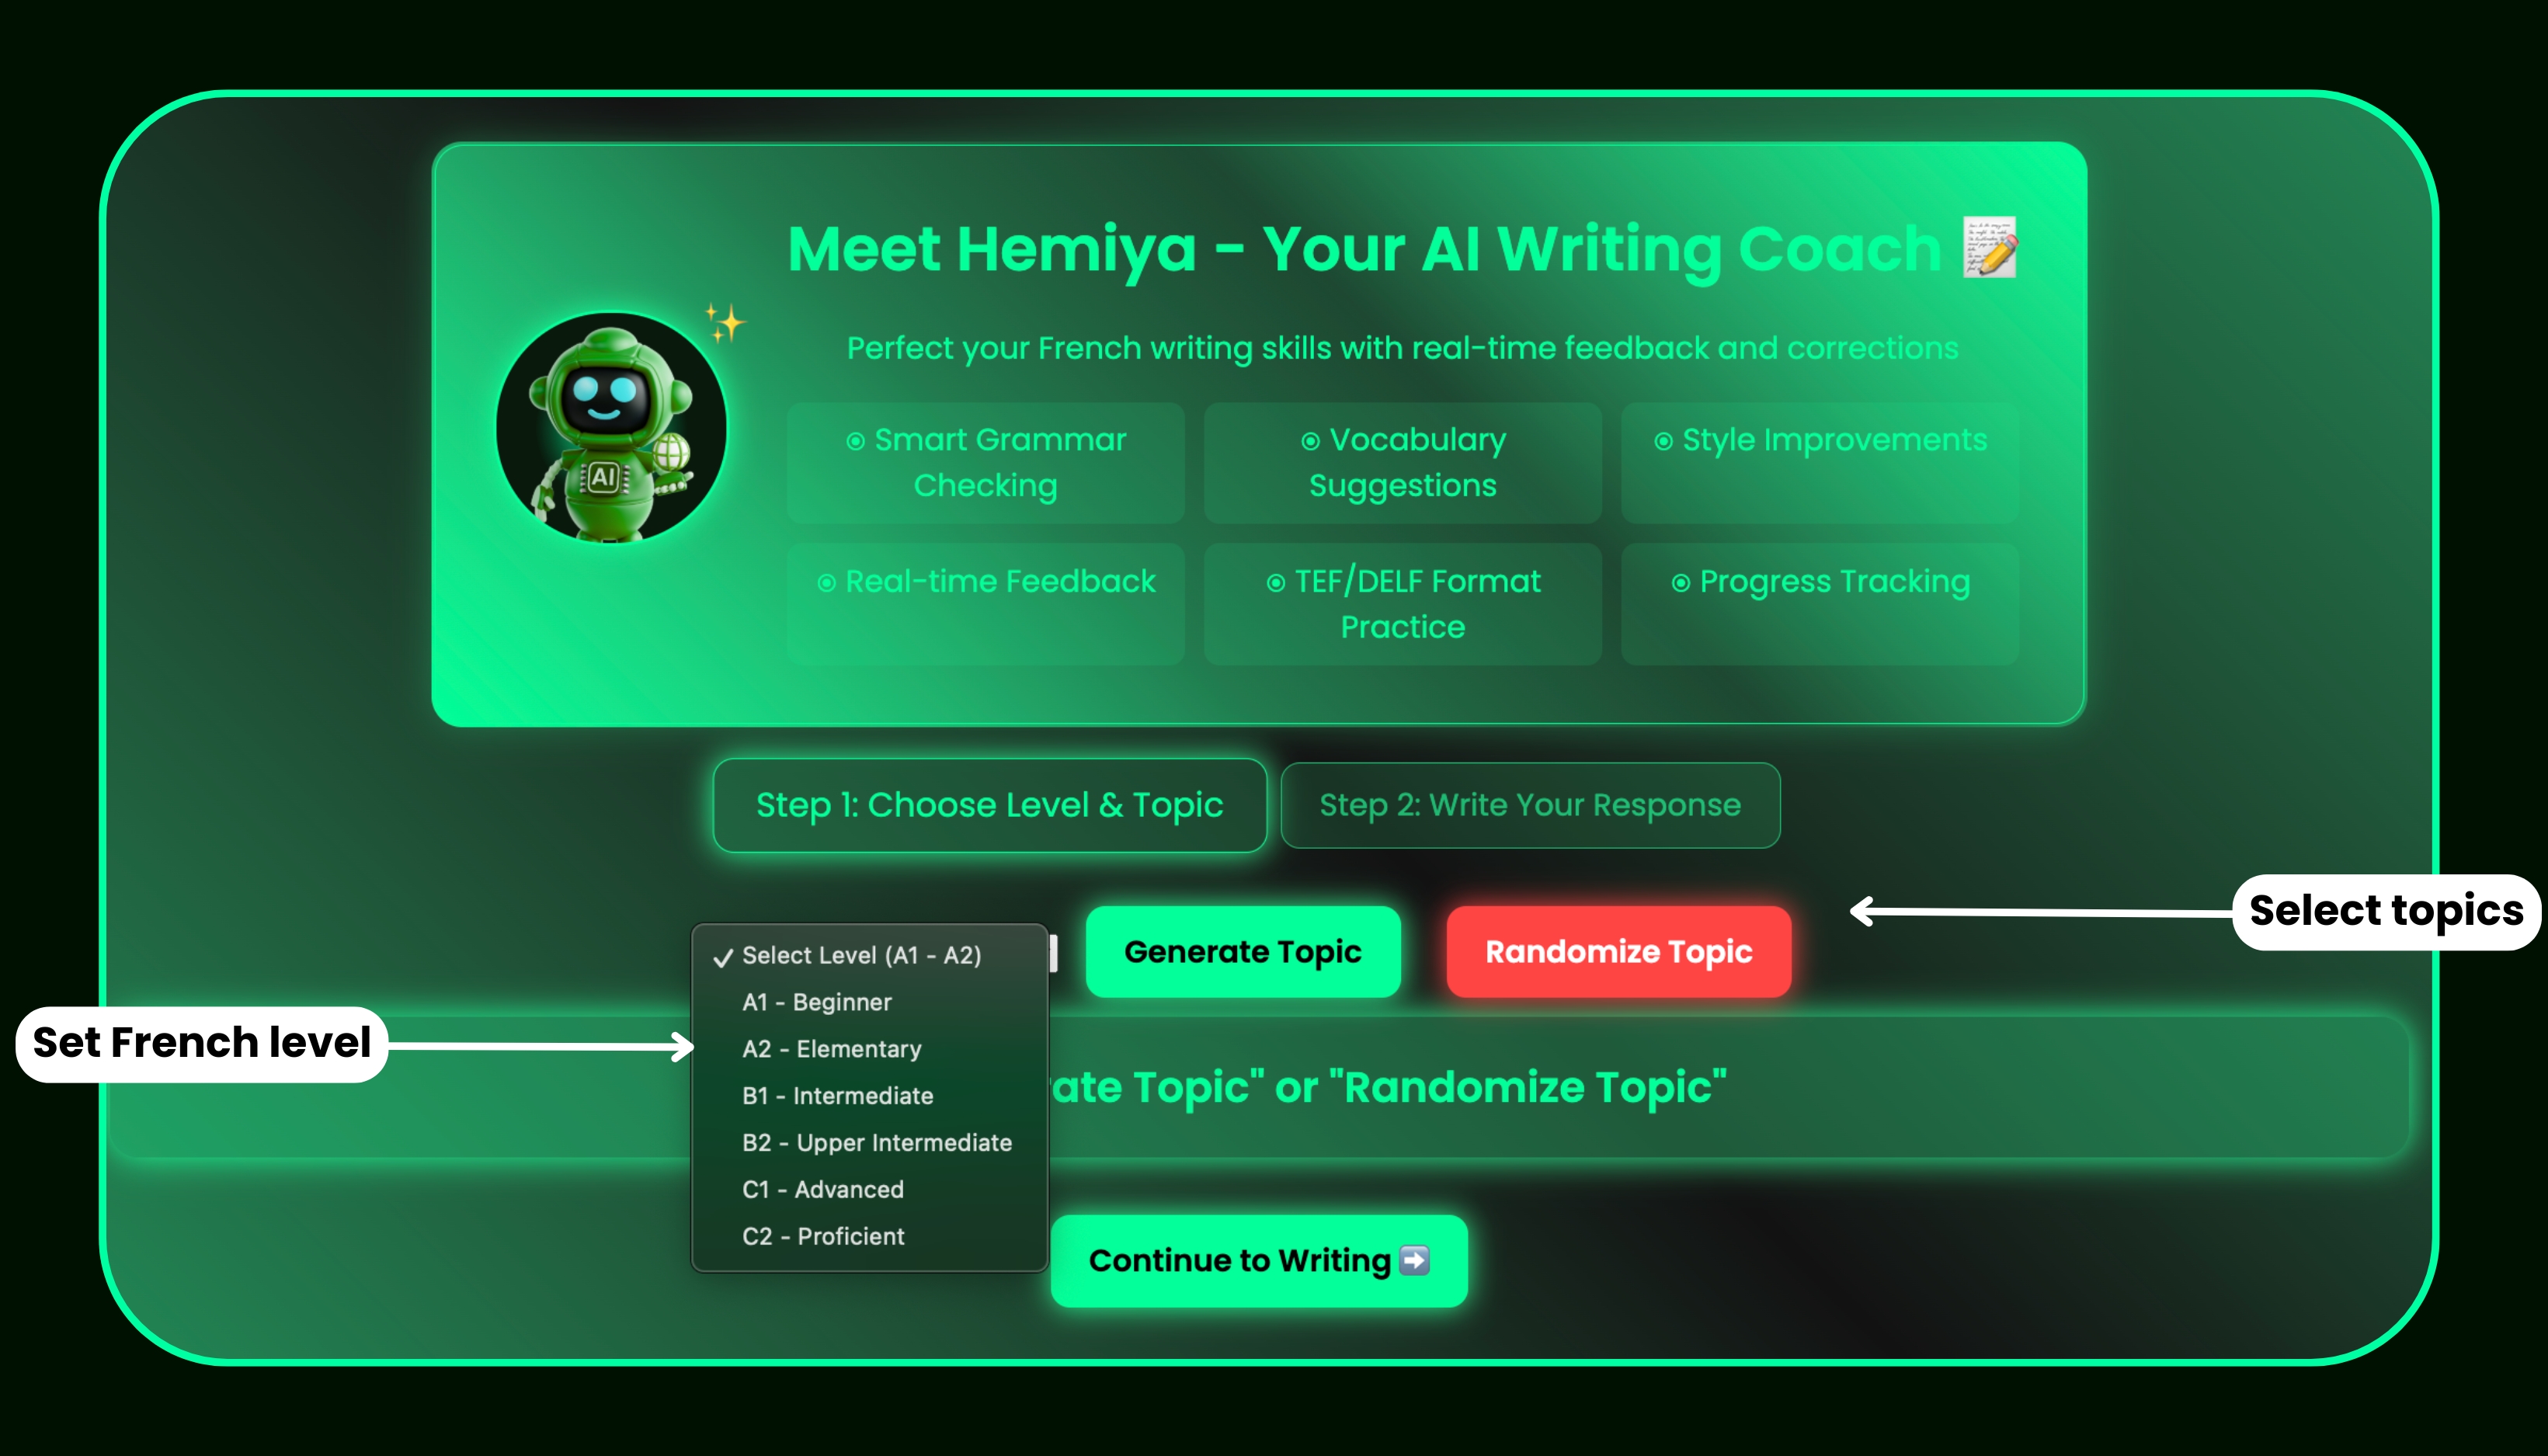 Meet Hemiya - Your AI Writing Coach
Perfect your French writing skills with real-time feedback and corrections
Smart Grammar
Checking
Vocabulary
Suggestions
Style Improvements
AI
Real-time Feedback
TEF/DELF Format
Practice
Progress Tracking
Step 1: Choose Level & Topic
Step 2: Write Your Response
Select topics
Generate Topic
Randomize Topic
✓ Select Level (A1 - A2)
A1 - Beginner
A2 - Elementary
B1 - Intermediate
B2 - Upper Intermediate
C1 - Advanced
C2 - Proficient
Set French level
Topic" or "Randomize Topic"
Continue to Writing